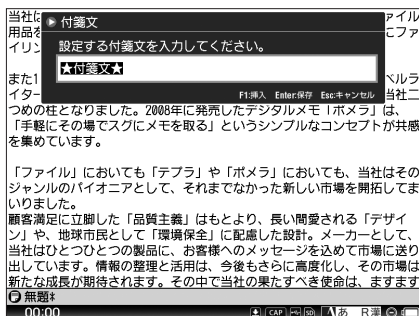 当社に
付箋文
ァイル
用品を
にファ
設定する付箋文を入力してください。
イリン
★付箋文★
また1
ベルラ
イター
F1:挿入 Enter:保存 Esc:キャンセル
当社二
つめの柱となりました。2008年に発売したデジタルメモ「ポメラ」は、
「手軽にその場でスグにメモを取る」というシンプルなコンセプトが共感
を集めています。
「ファイル」においても「テプラ」や「ポメラ」においても、当社はその
ジャンルのパイオニアとして、それまでなかった新しい市場を開拓してま
いりました。
顧客満足に立脚した「品質主義」はもとより、長い間愛される「デザイ
ン」や、地球市民として「環境保全」に配慮した設計。メーカーとして、
当社はひとつひとつの製品に、お客様へのメッセージを込めて市場に送り
出しています。情報の整理と活用は、今後もさらに高度化し、その市場は
新たな成長が期待されます。その中で当社の果たすべき使命は、ますます
無題*
00:00 CAP SD あ R漢